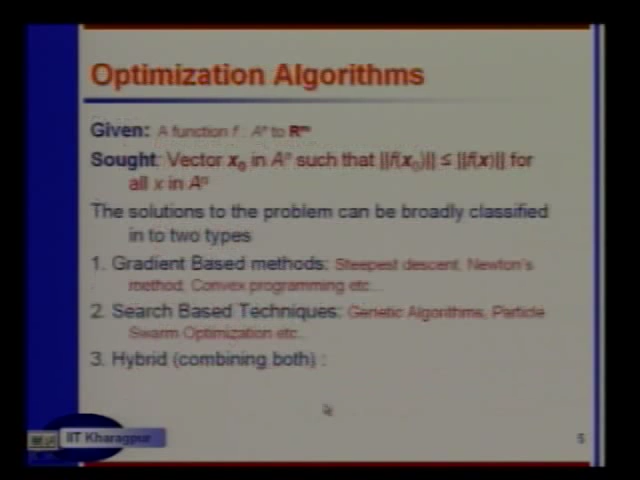 Optimization Algorithms
Given: A function f : Aⁿ to Rᵐ
Sought: Vector x₀ in Aⁿ such that ||f(x₀)|| ≤ ||f(x)|| for
all x in Aⁿ
The solutions to the problem can be broadly classified
in to two types
1. Gradient Based methods: Steepest descent, Newton's
method, Convex programming etc...
2. Search Based Techniques: Genetic Algorithms, Particle
Swarm Optimization etc..
3. Hybrid (combining both) :
IIT Kharagpur
5